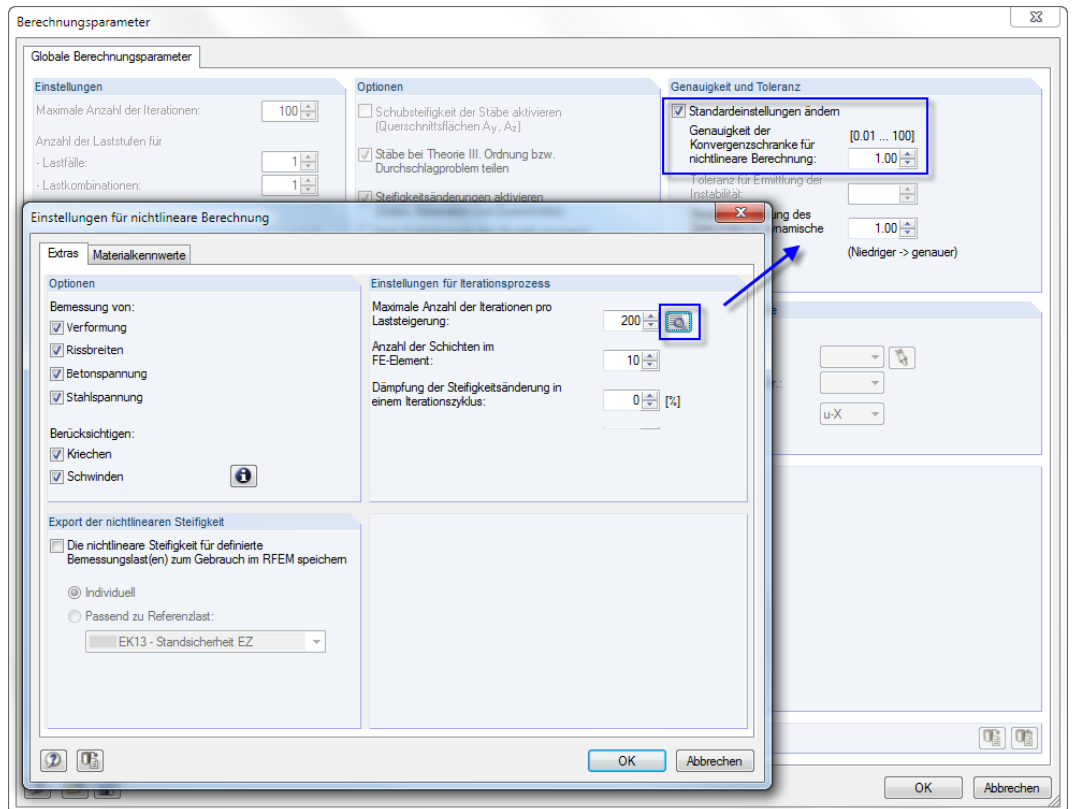 Berechnungsparameter
Globale Berechnungsparameter
Einstellungen
Maximale Anzahl der Iterationen:
100
Anzahl der Laststufen für
- Lastfälle:
1
- Lastkombinationen:
1
Optionen
Schubsteifigkeit der Stäbe aktivieren
(Querschnittsflächen Ay, Az)
Stäbe bei Theorie III. Ordnung bzw.
Durchschlagproblem teilen
Steifigkeitsänderungen aktivieren
Genauigkeit und Toleranz
Standardeinstellungen ändern
Genauigkeit der
Konvergenzschranke für
nichtlineare Berechnung:
[0.01 ... 100]
1.00
Toleranz für Ermittlung der
Instabilität:
ung des
namische
1.00
(Niedriger -> genauer)
e
r.:
u-X
Einstellungen für nichtlineare Berechnung
Extras
Materialkennwerte
Optionen
Bemessung von:
Verformung
Rissbreiten
Betonspannung
Stahlspannung
Berücksichtigen:
Kriechen
Schwinden
Einstellungen für Iterationsprozess
Maximale Anzahl der Iterationen pro
Laststeigerung:
200
Anzahl der Schichten im
FE-Element:
10
Dämpfung der Steifigkeitsänderung in
einem Iterationszyklus:
0
[%]
Export der nichtlinearen Steifigkeit
Die nichtlineare Steifigkeit für definierte
Bemessungslast(en) zum Gebrauch im RFEM speichern
Individuell
Passend zu Referenzlast:
EK13 - Standsicherheit EZ
OK
Abbrechen
OK
Abbrechen